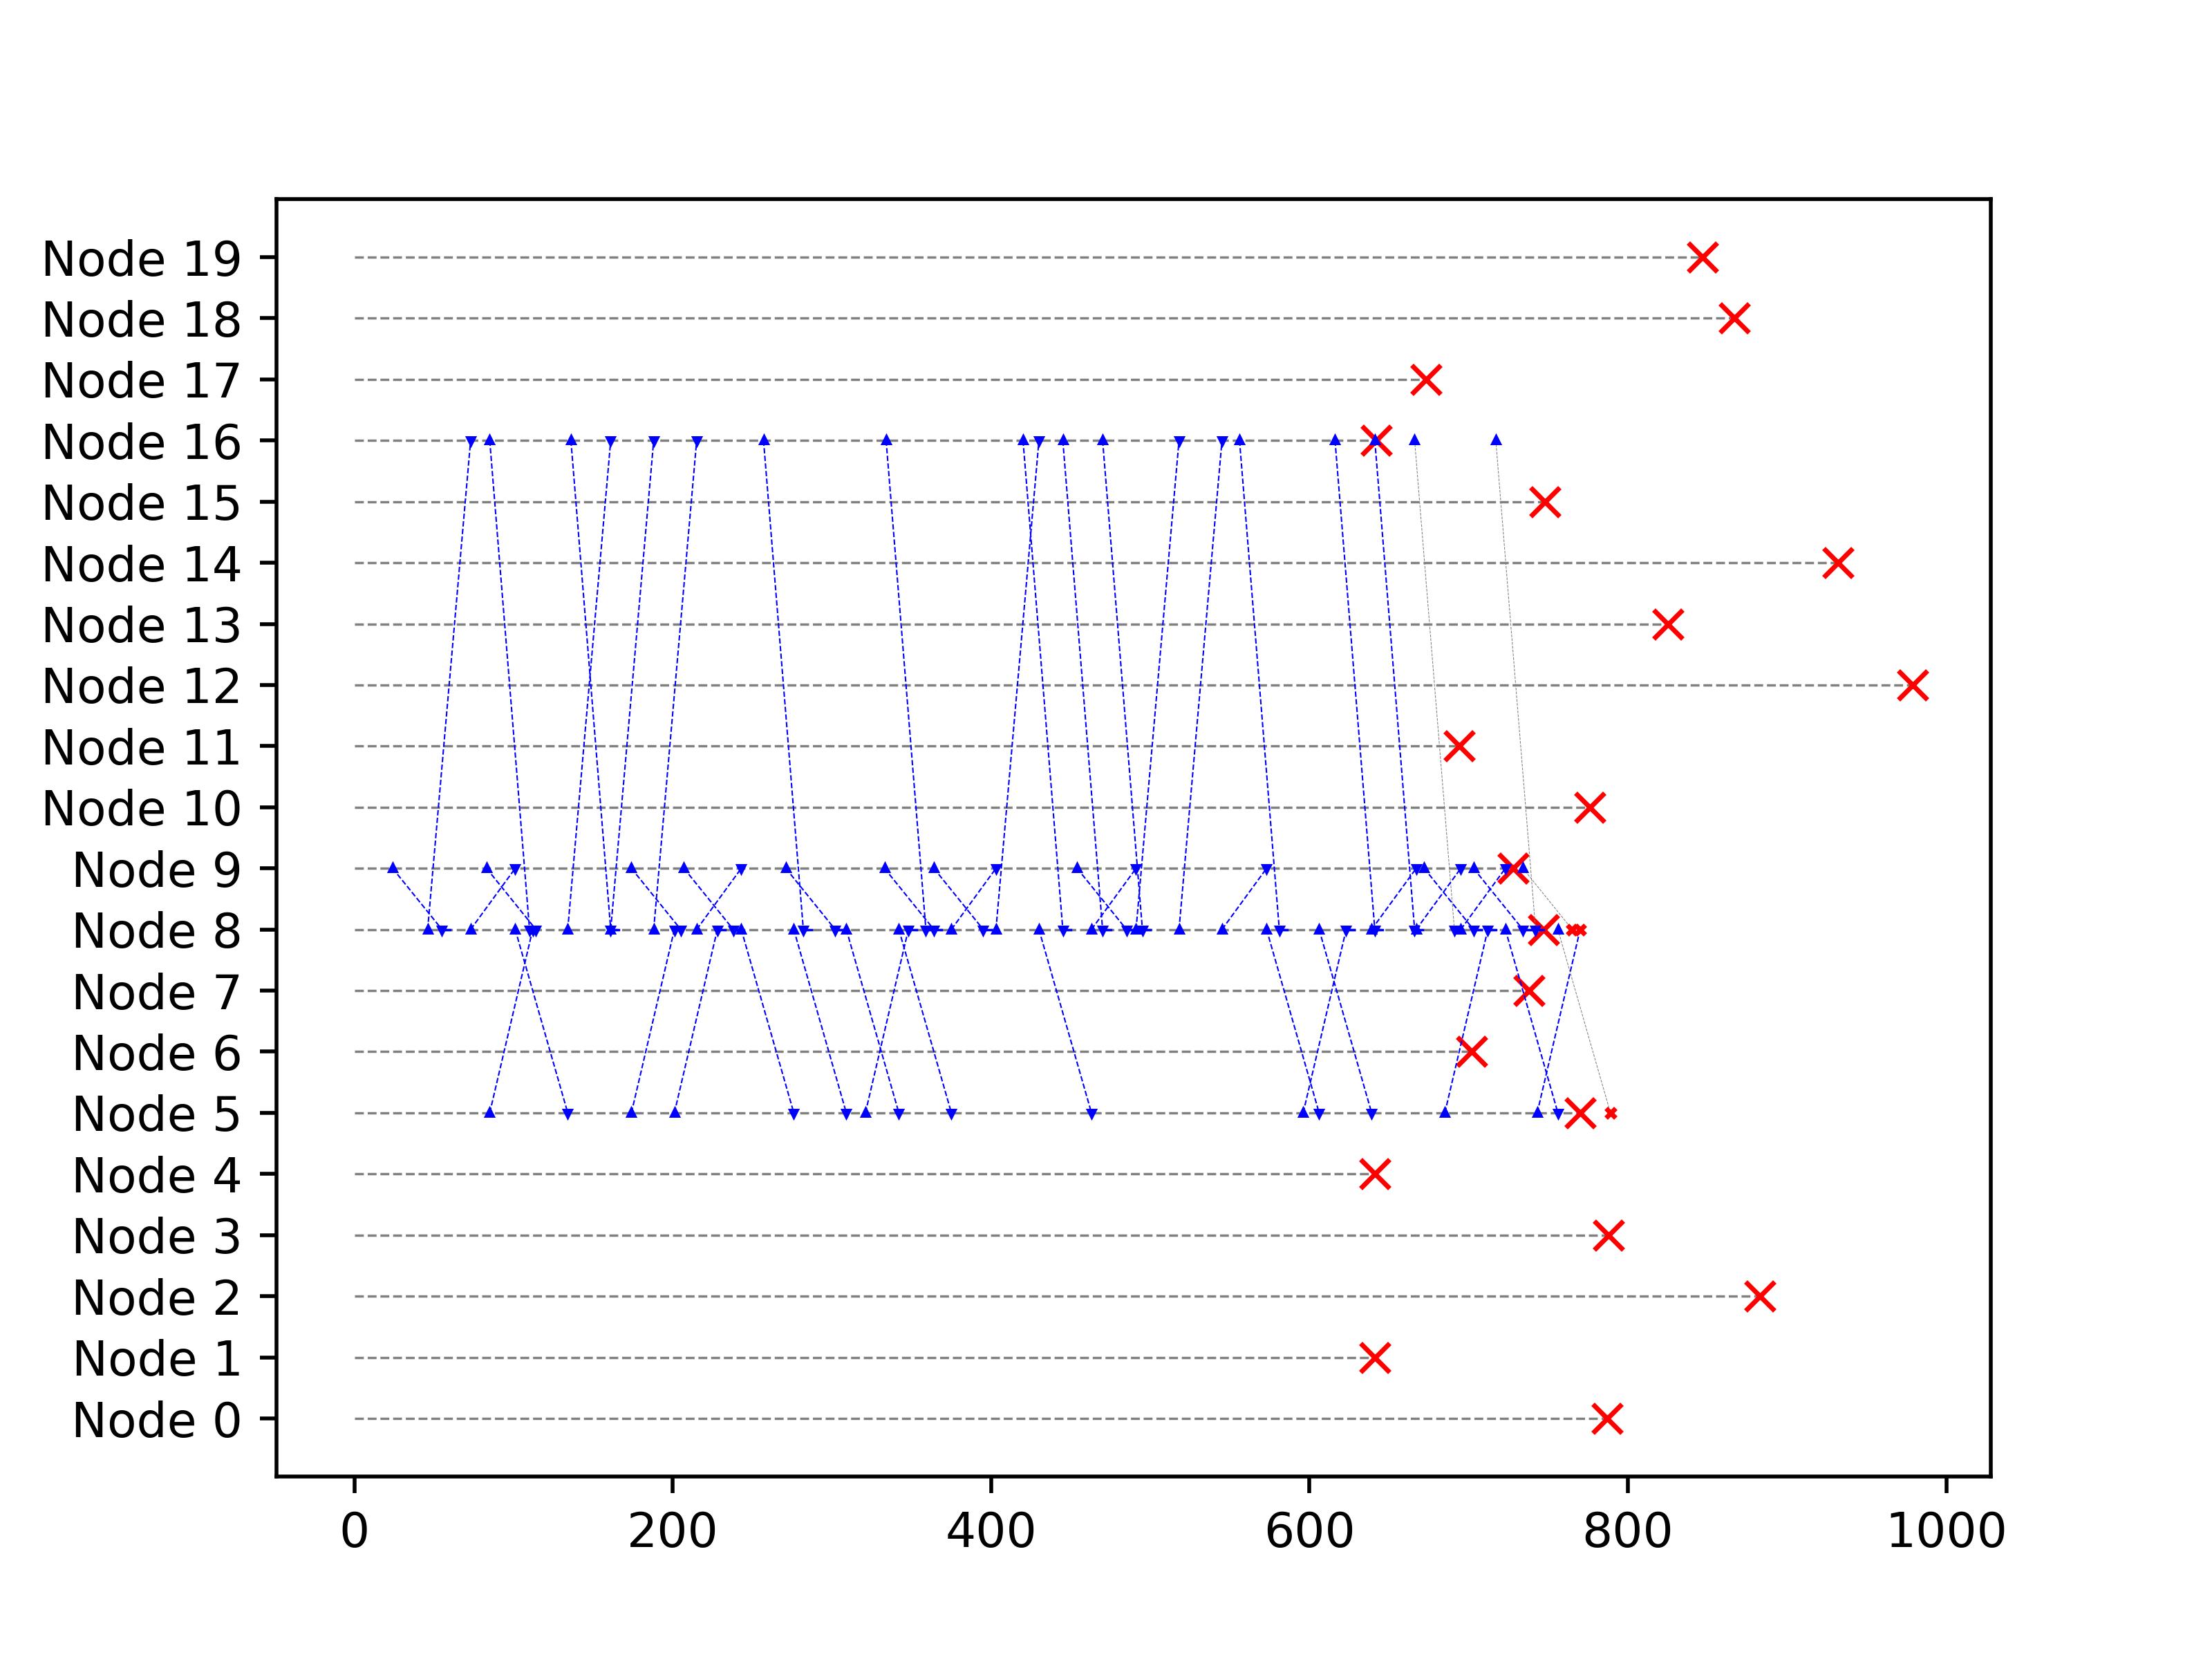 Node 19
Node 18
Node 17
Node 16
Node 15
Node 14
Node 13
Node 12
Node 11
Node 10
Node 9
Node 8
Node 7
Node 6
Node 5
Node 4
Node 3
Node 2
Node 1
Node 0
0 200 400 600 800 1000